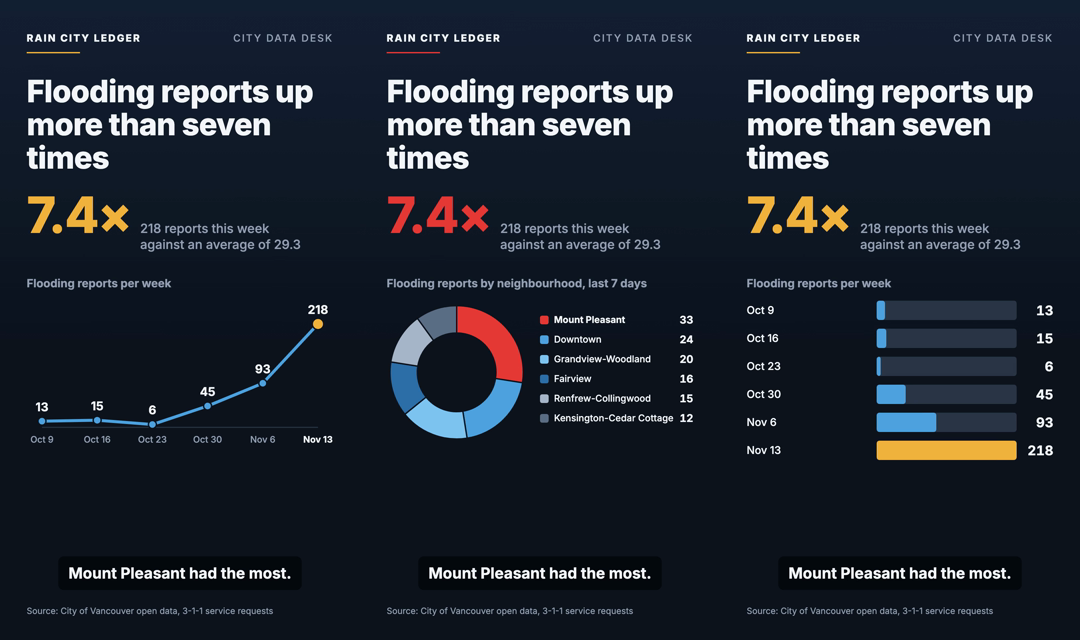 RAIN CITY LEDGER
CITY DATA DESK
Flooding reports up
more than seven
times
7.4×
218 reports this week
against an average of 29.3
Flooding reports per week
218
93
45
13
15
6
Oct 9
Oct 16
Oct 23
Oct 30
Nov 6
Nov 13
Mount Pleasant had the most.
Source: City of Vancouver open data, 3-1-1 service requests
RAIN CITY LEDGER
CITY DATA DESK
Flooding reports up
more than seven
times
7.4×
218 reports this week
against an average of 29.3
Flooding reports by neighbourhood, last 7 days
Mount Pleasant 33
Downtown 24
Grandview-Woodland 20
Fairview 16
Renfrew-Collingwood 15
Kensington-Cedar Cottage 12
Mount Pleasant had the most.
Source: City of Vancouver open data, 3-1-1 service requests
RAIN CITY LEDGER
CITY DATA DESK
Flooding reports up
more than seven
times
7.4×
218 reports this week
against an average of 29.3
Flooding reports per week
Oct 9 13
Oct 16 15
Oct 23 6
Oct 30 45
Nov 6 93
Nov 13 218
Mount Pleasant had the most.
Source: City of Vancouver open data, 3-1-1 service requests